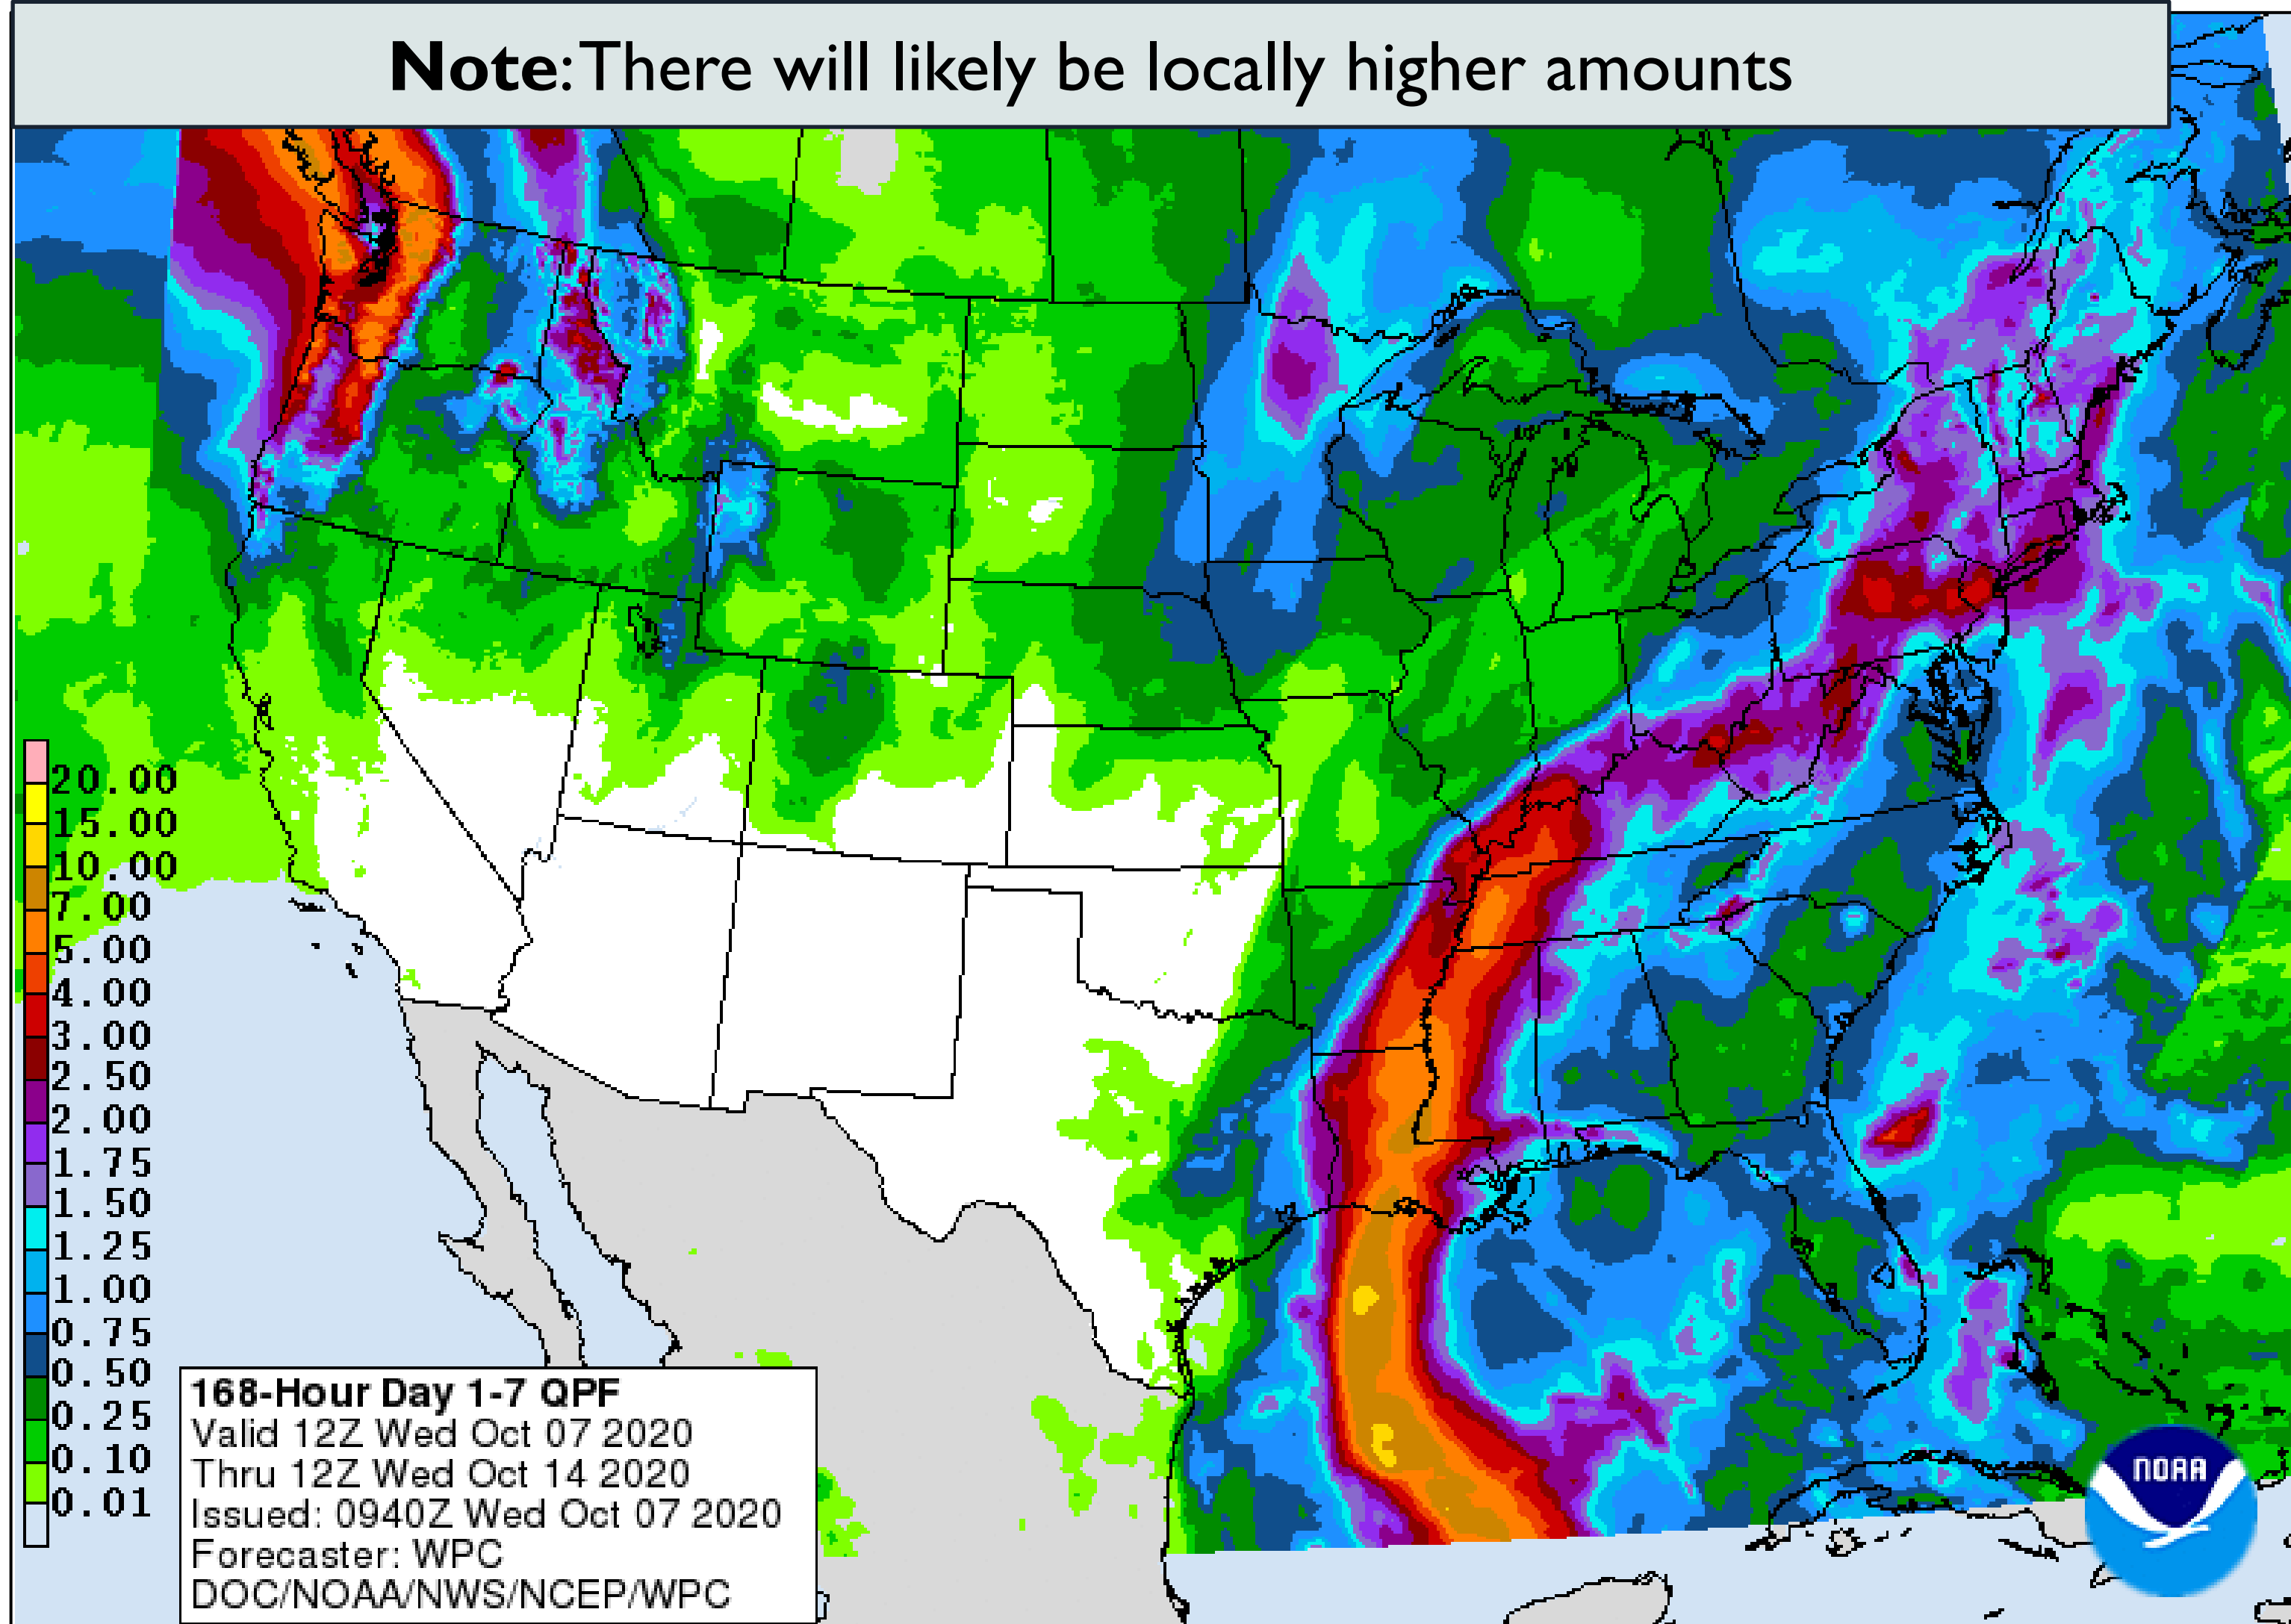 Note: There will likely be locally higher amounts
20.00
15.00
10.00
7.00
5.00
4.00
3.00
2.50
2.00
1.75
1.50
1.25
1.00
0.75
0.50
0.25
0.10
0.01
168-Hour Day 1-7 QPF
Valid 12Z Wed Oct 07 2020
Thru 12Z Wed Oct 14 2020
Issued: 0940Z Wed Oct 07 2020
Forecaster: WPC
DOC/NOAA/NWS/NCEP/WPC
NOAA